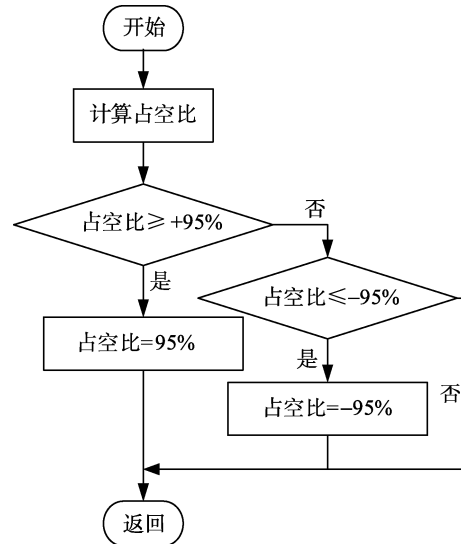 开始
计算占空比
占空比≥ +95%
否
占空比≤–95%
是
占空比=95%
是
占空比=–95%
否
返回